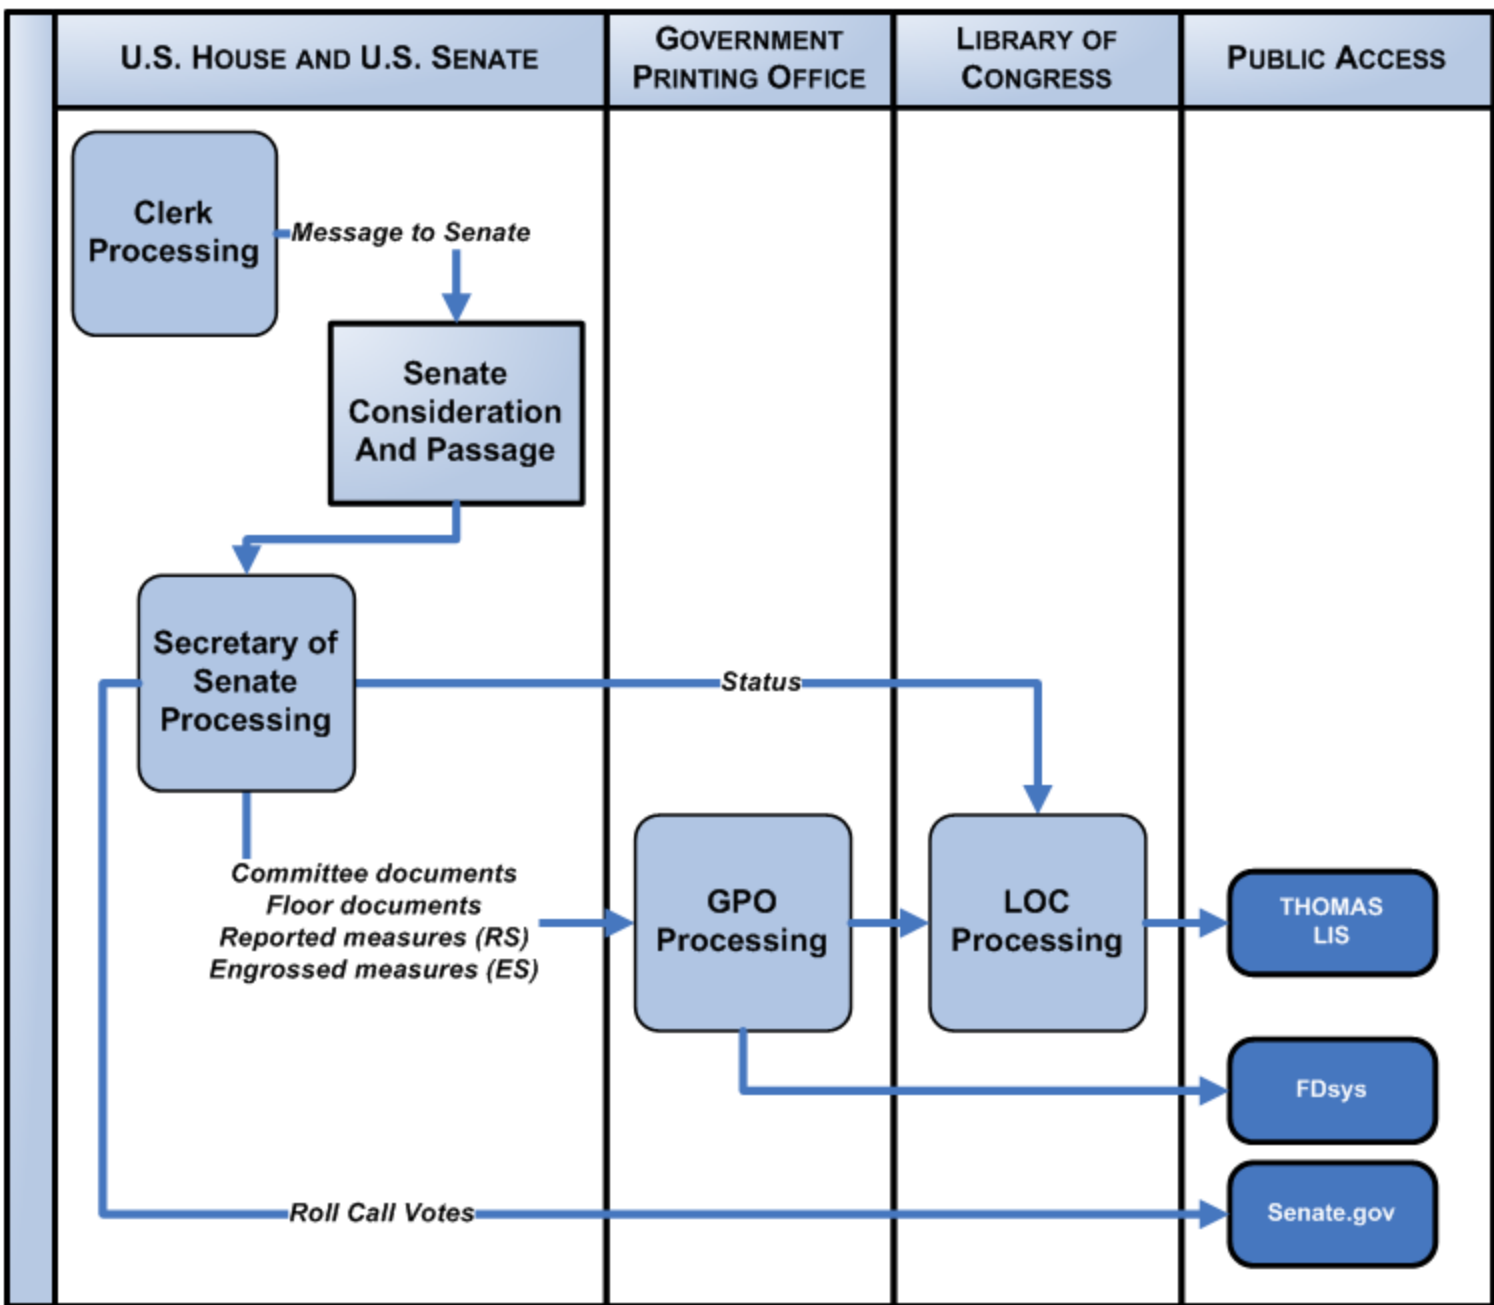 U.S. HOUSE AND U.S. SENATE
GOVERNMENT
PRINTING OFFICE
LIBRARY OF
CONGRESS
PUBLIC ACCESS
Clerk
Processing
Message to Senate
Senate
Consideration
And Passage
Secretary of
Senate
Processing
Status
Committee documents
Floor documents
Reported measures (RS)
Engrossed measures (ES)
GPO
Processing
LOC
Processing
THOMAS
LIS
FDsys
Roll Call Votes
Senate.gov